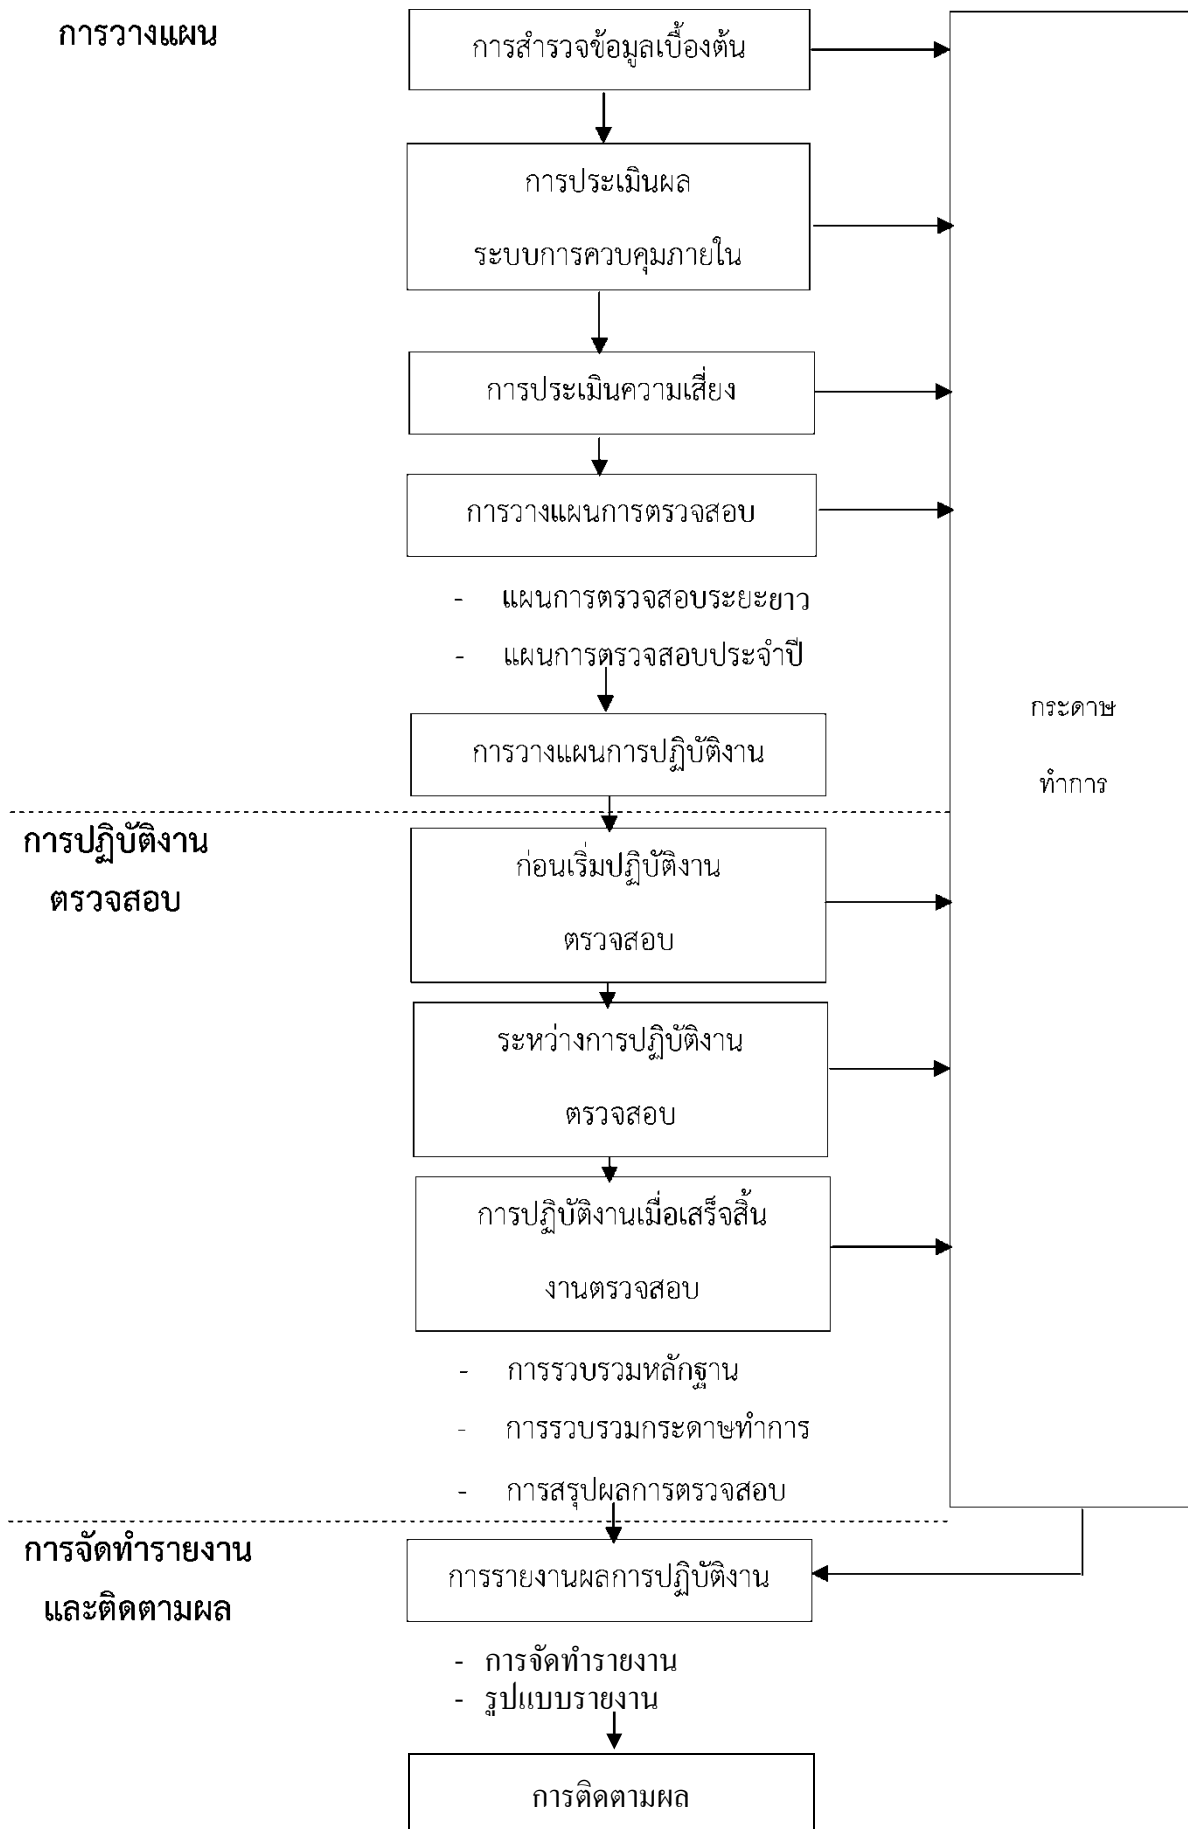 การวางแผน
การสำรวจข้อมูลเบื้องต้น
การประเมินผล
ระบบการควบคุมภายใน
การประเมินความเสี่ยง
การวางแผนการตรวจสอบ
- แผนการตรวจสอบระยะยาว
- แผนการตรวจสอบประจำปี
การวางแผนการปฏิบัติงาน
กระดาษ
ทำการ
การปฏิบัติงาน
ตรวจสอบ
ก่อนเริ่มปฏิบัติงาน
ตรวจสอบ
ระหว่างการปฏิบัติงาน
ตรวจสอบ
การปฏิบัติงานเมื่อเสร็จสิ้น
งานตรวจสอบ
- การรวบรวมหลักฐาน
- การรวบรวมกระดาษทำการ
- การสรุปผลการตรวจสอบ
การจัดทำรายงาน
และติดตามผล
การรายงานผลการปฏิบัติงาน
- การจัดทำรายงาน
- รูปแบบรายงาน
การติดตามผล